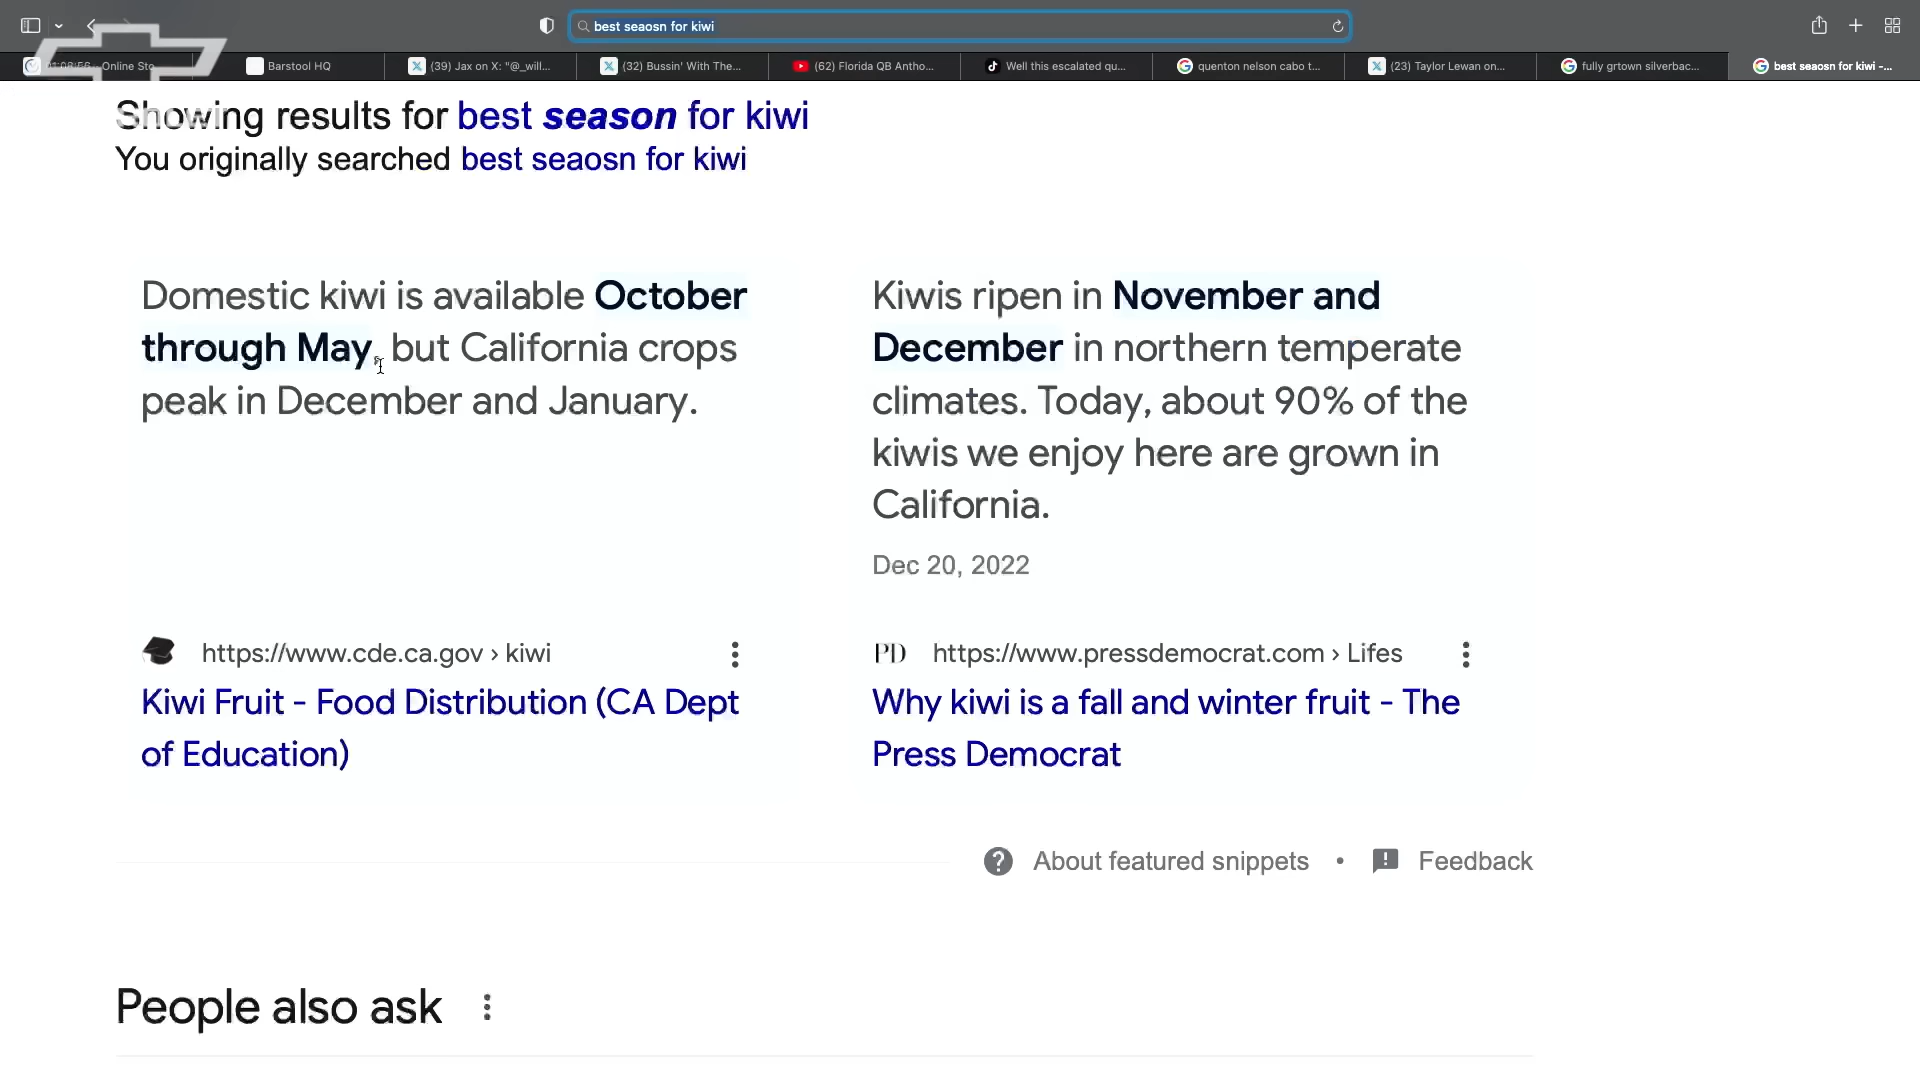 best seaosn for kiwi
Online Sto
Barstool HQ
(39) Jax on X: "@_will...
(32) Bussin' With The...
(62) Florida QB Antho...
Well this escalated qu...
quenton nelson cabo t...
(23) Taylor Lewan on...
fully grtown silverbac...
best seaosn for kiwi -...
Showing results for best season for kiwi
You originally searched best seaosn for kiwi
Domestic kiwi is available October
through May, but California crops
peak in December and January.
https://www.cde.ca.gov › kiwi
Kiwi Fruit - Food Distribution (CA Dept
of Education)
Kiwis ripen in November and
December in northern temperate
climates. Today, about 90% of the
kiwis we enjoy here are grown in
California.
Dec 20, 2022
PD https://www.pressdemocrat.com › Lifes
Why kiwi is a fall and winter fruit - The
Press Democrat
About featured snippets • Feedback
People also ask